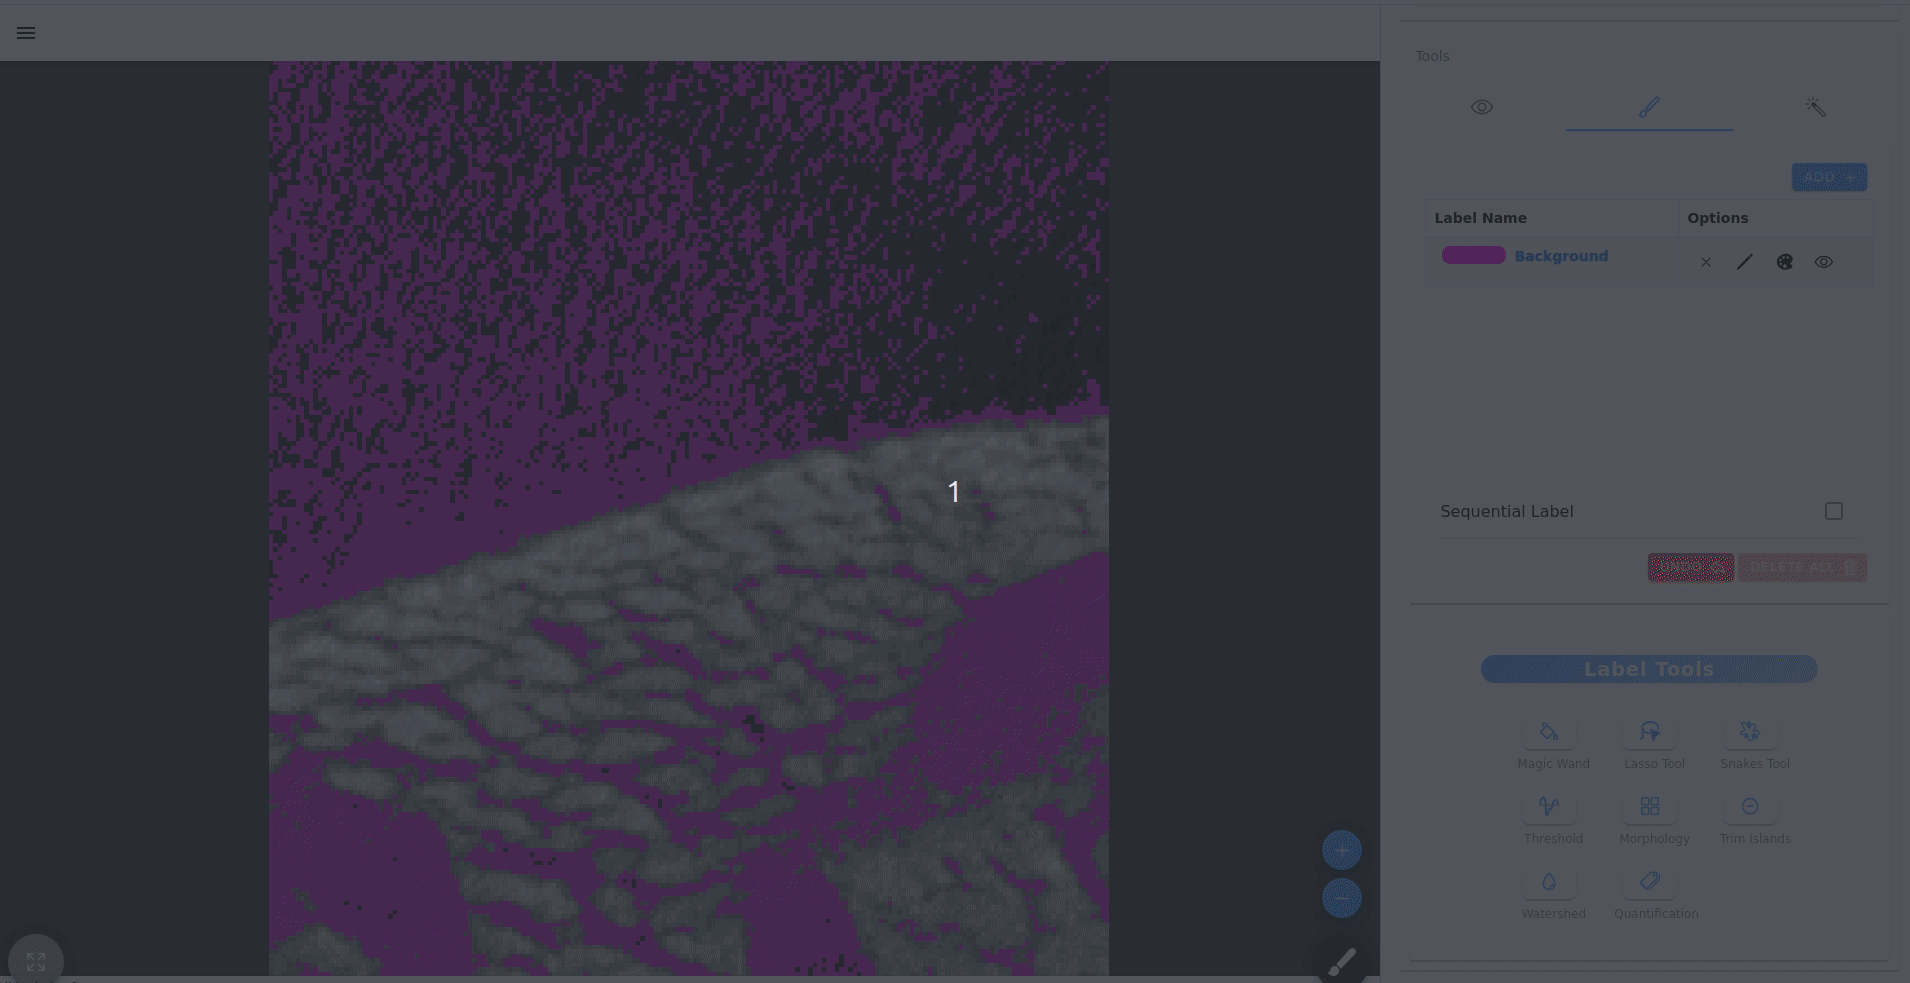 Tools
ADD +
Label Name Options
Background
1
Sequential Label
UNDO DELETE ALL
Label Tools
Magic Wand Lasso Tool Snakes Tool
Threshold Morphology Trim Islands
Watershed Quantification